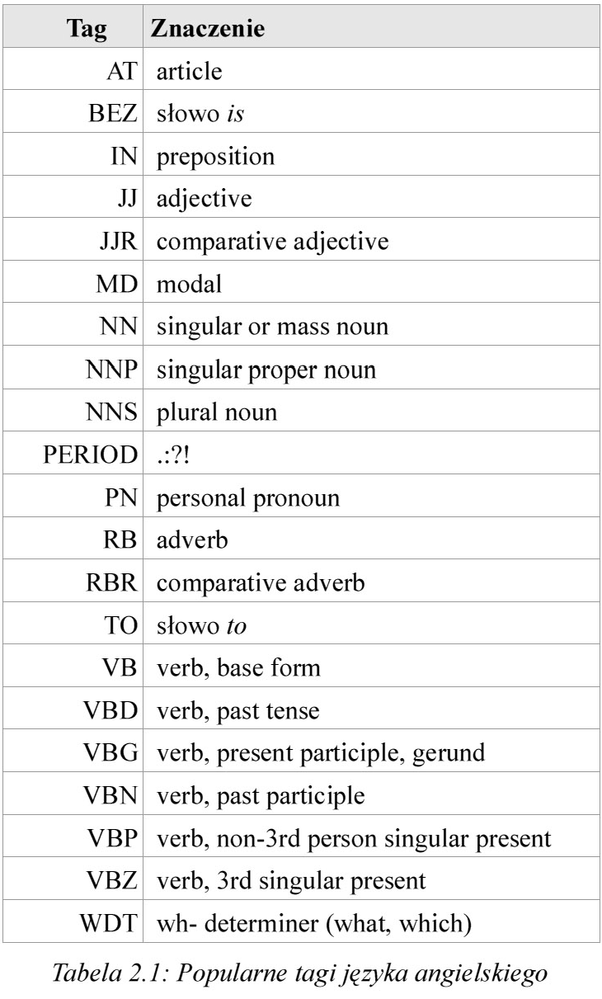 Tag Znaczenie
AT article
BEZ słowo is
IN preposition
JJ adjective
JJR comparative adjective
MD modal
NN singular or mass noun
NNP singular proper noun
NNS plural noun
PERIOD .:?!
PN personal pronoun
RB adverb
RBR comparative adverb
TO słowo to
VB verb, base form
VBD verb, past tense
VBG verb, present participle, gerund
VBN verb, past participle
VBP verb, non-3rd person singular present
VBZ verb, 3rd singular present
WDT wh- determiner (what, which)
Tabela 2.1: Popularne tagi języka angielskiego